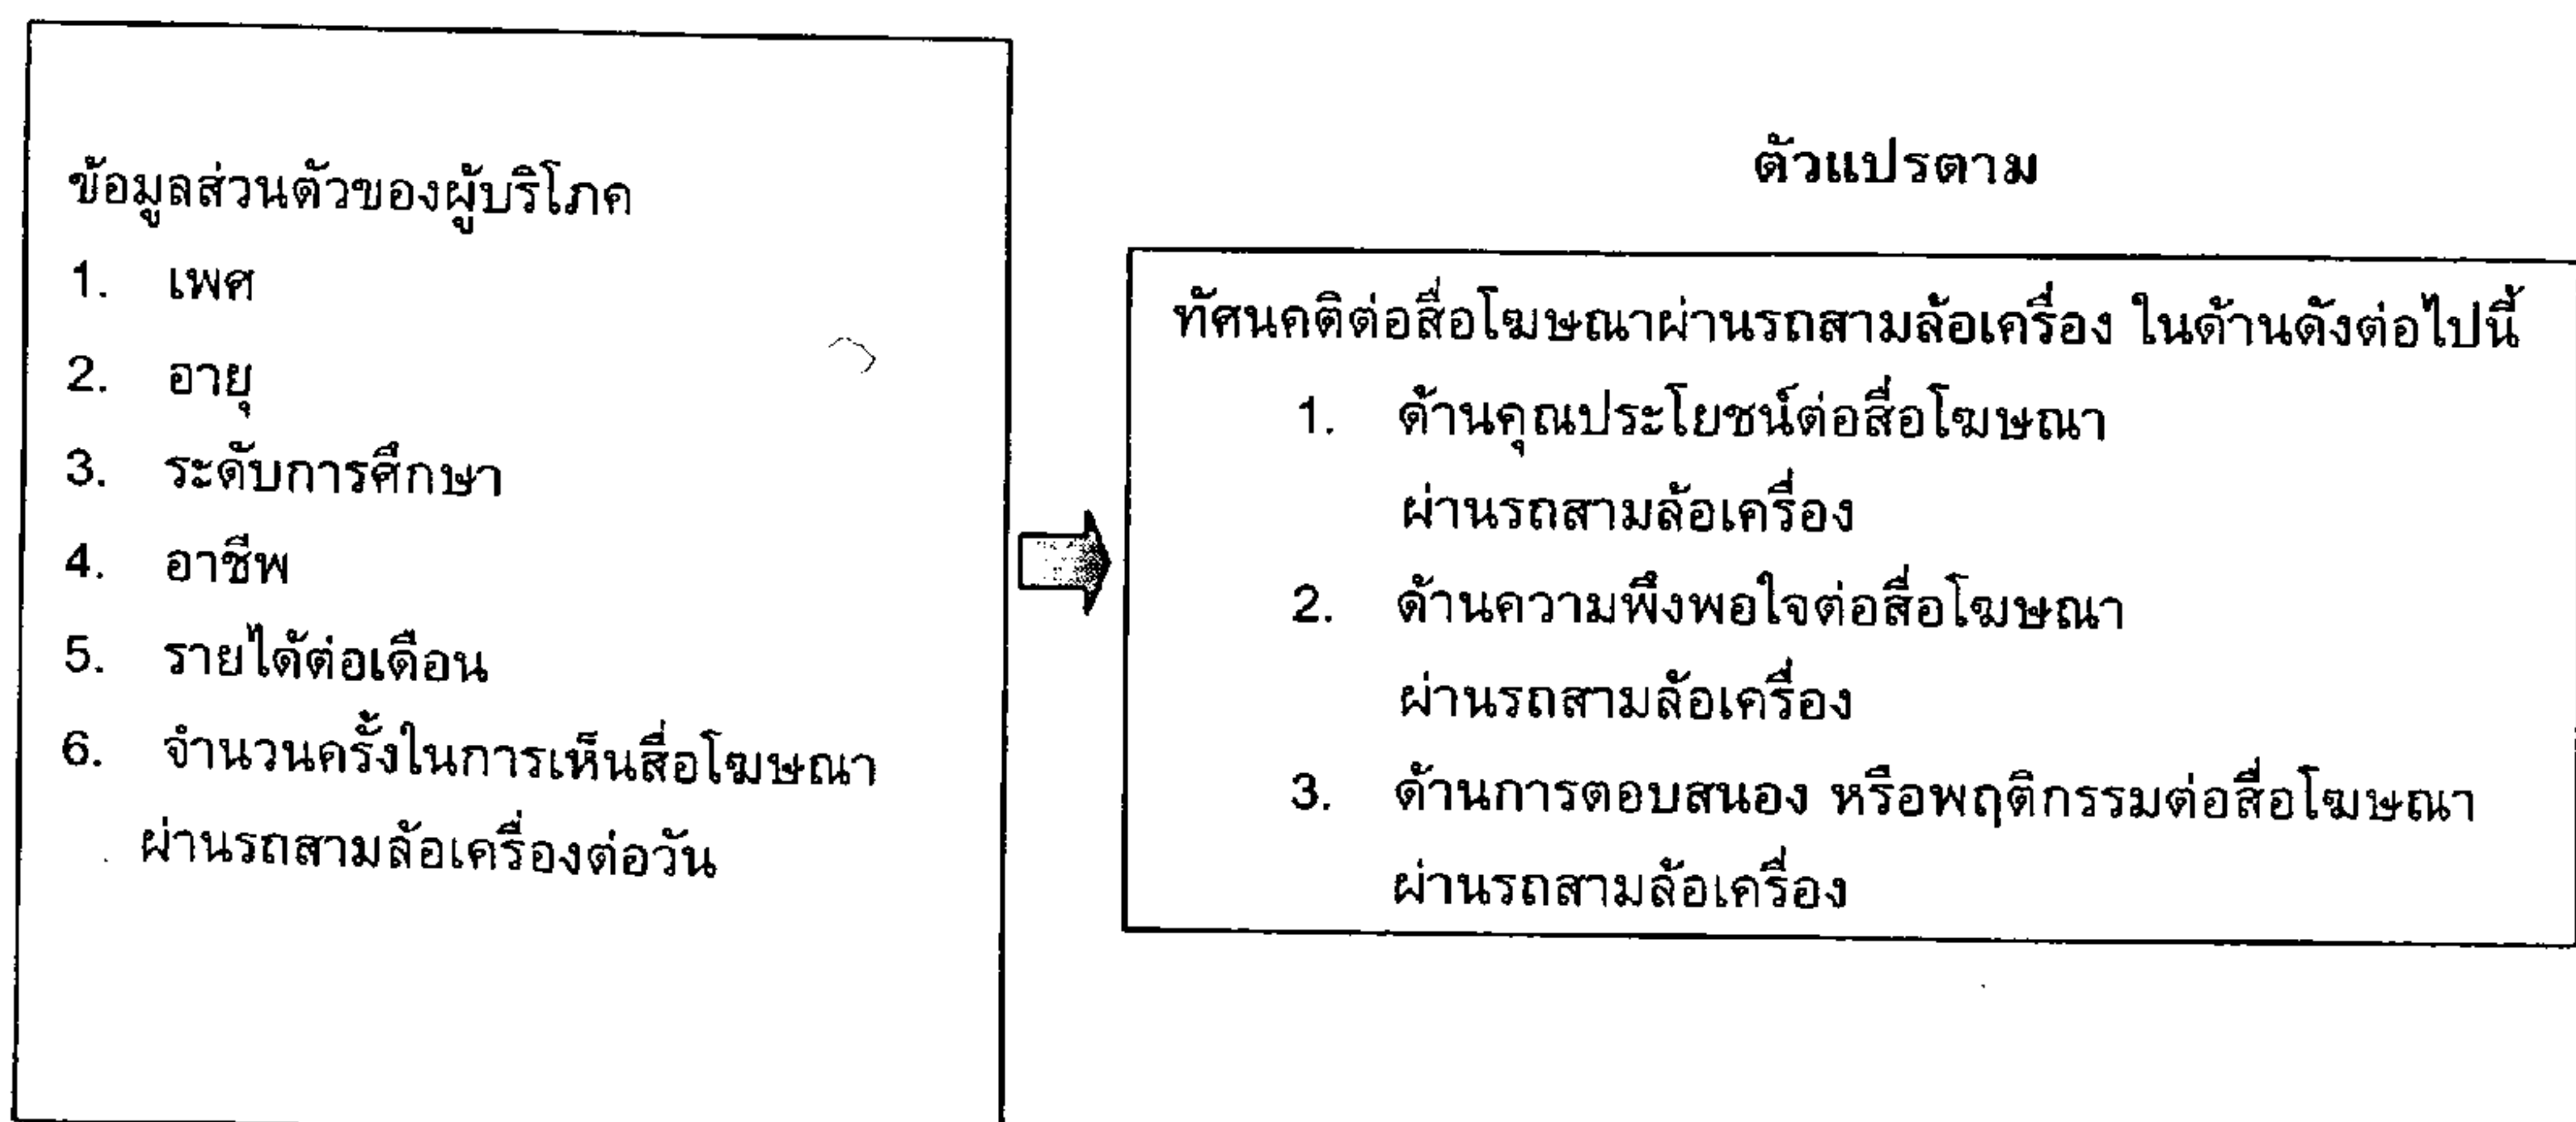 ข้อมูลส่วนตัวของผู้บริโภค
1. เพศ
2. อายุ
3. ระดับการศึกษา
4. อาชีพ
5. รายได้ต่อเดือน
6. จำนวนครั้งในการเห็นสื่อโฆษณา
ผ่านรถสามล้อเครื่องต่อวัน
ตัวแปรตาม
ทัศนคติต่อสื่อโฆษณาผ่านรถสามล้อเครื่อง ในด้านดังต่อไปนี้
1. ด้านคุณประโยชน์ต่อสื่อโฆษณา
ผ่านรถสามล้อเครื่อง
2. ด้านความพึงพอใจต่อสื่อโฆษณา
ผ่านรถสามล้อเครื่อง
3. ด้านการตอบสนอง หรือพฤติกรรมต่อสื่อโฆษณา
ผ่านรถสามล้อเครื่อง